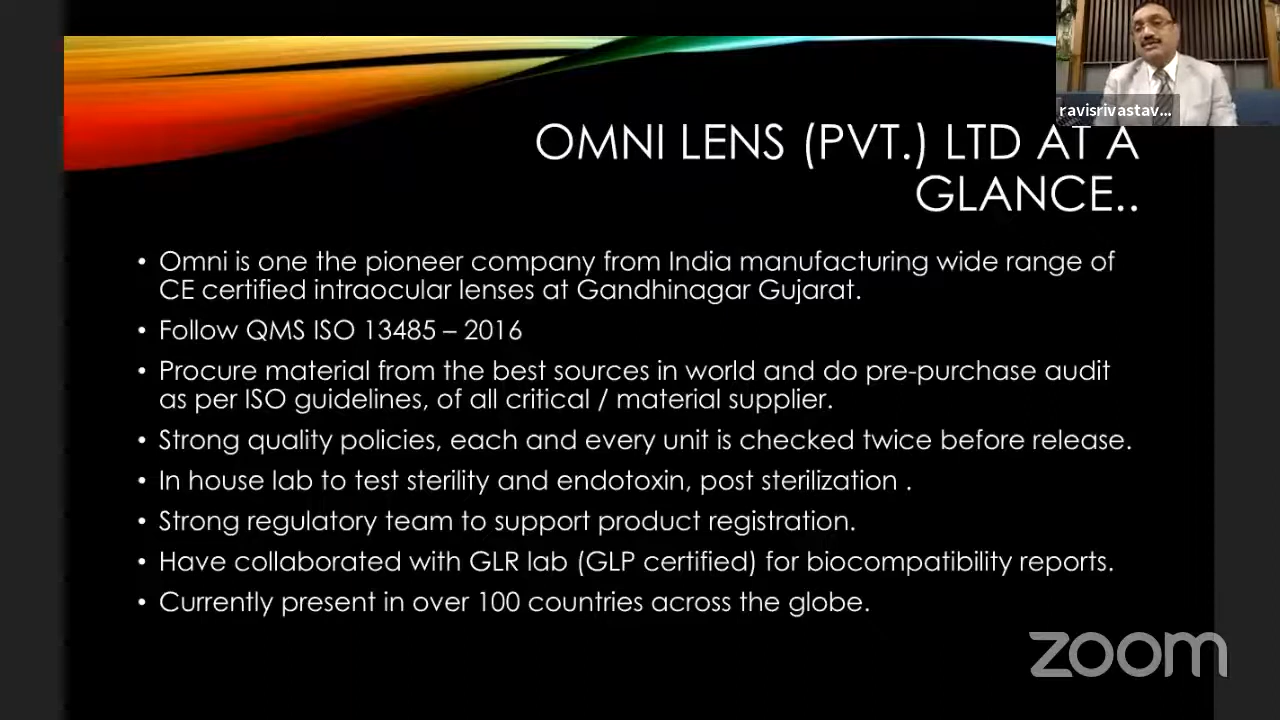 ravisrivastav...
OMNI LENS (PVT.) LTD AT A
GLANCE..
• Omni is one the pioneer company from India manufacturing wide range of
CE certified intraocular lenses at Gandhinagar Gujarat.
• Follow QMS ISO 13485 – 2016
• Procure material from the best sources in world and do pre-purchase audit
as per ISO guidelines, of all critical / material supplier.
• Strong quality policies, each and every unit is checked twice before release.
• In house lab to test sterility and endotoxin, post sterilization .
• Strong regulatory team to support product registration.
• Have collaborated with GLR lab (GLP certified) for biocompatibility reports.
• Currently present in over 100 countries across the globe.
zoom